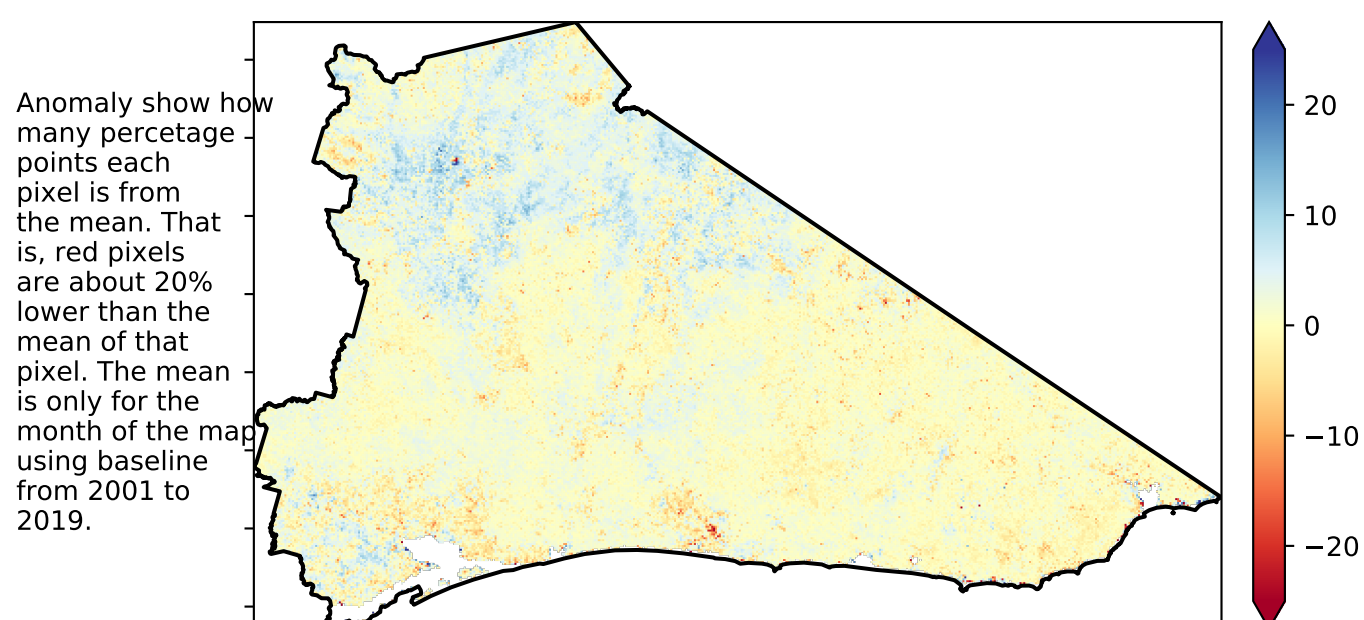 Anomaly show how
many percetage
points each
pixel is from
the mean. That
is, red pixels
are about 20%
lower than the
mean of that
pixel. The mean
is only for the
month of the map
using baseline
from 2001 to
2019.
20
10
0
−10
−20